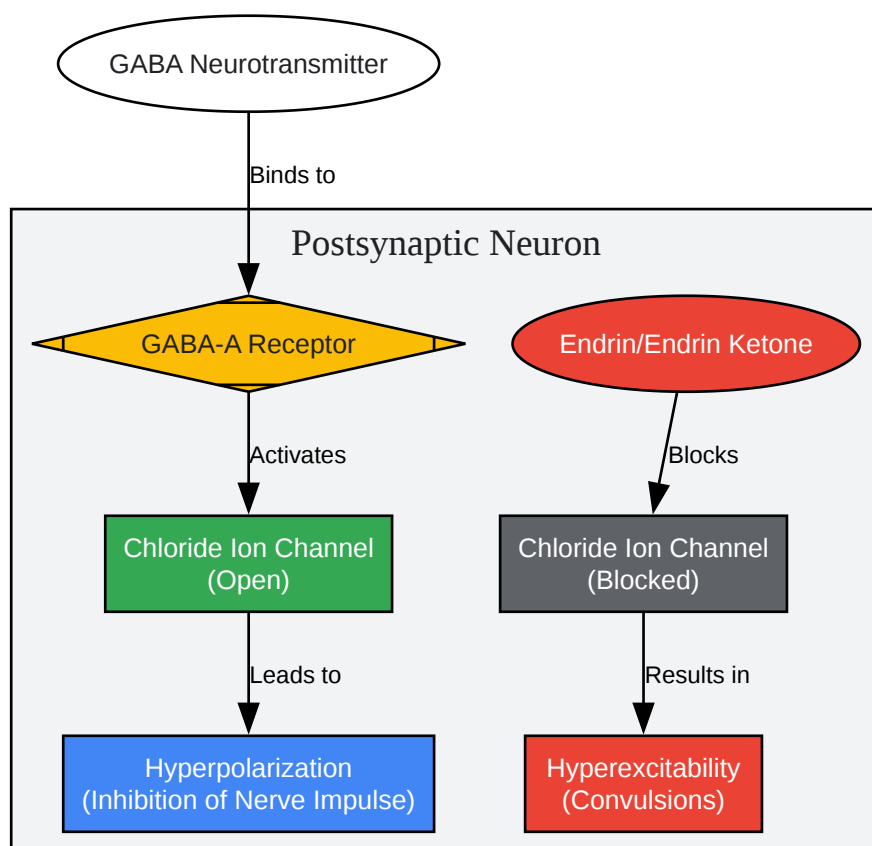 GABA Neurotransmitter
Binds to
Postsynaptic Neuron
GABA-A Receptor
Endrin/Endrin Ketone
Activates
Blocks
Chloride Ion Channel
(Open)
Chloride Ion Channel
(Blocked)
Leads to
Results in
Hyperpolarization
(Inhibition of Nerve Impulse)
Hyperexcitability
(Convulsions)